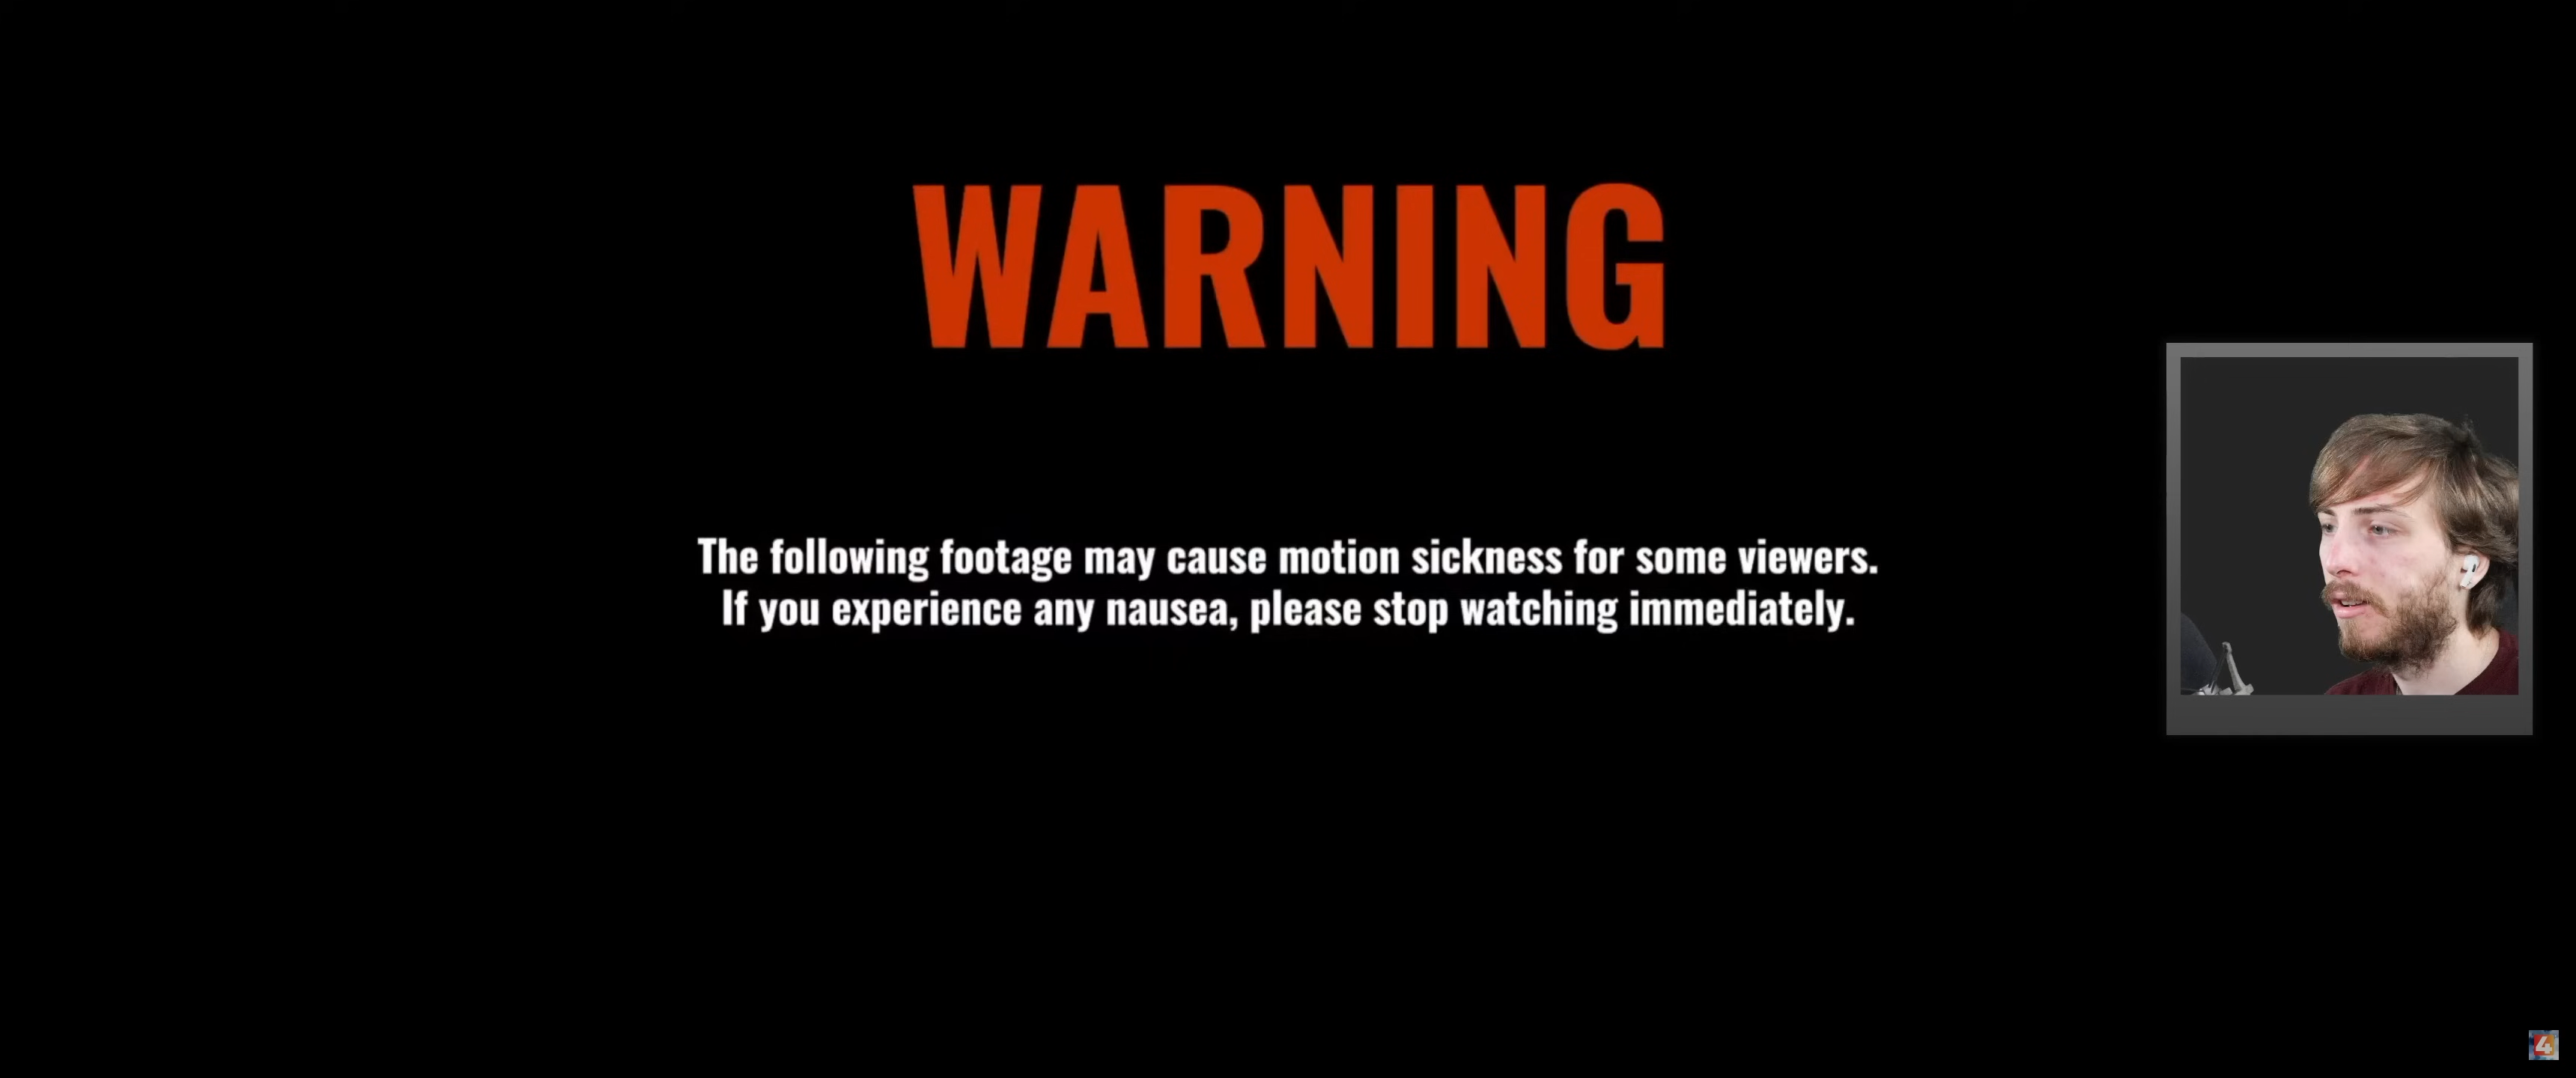 WARNING
The following footage may cause motion sickness for some viewers.
If you experience any nausea, please stop watching immediately.
4